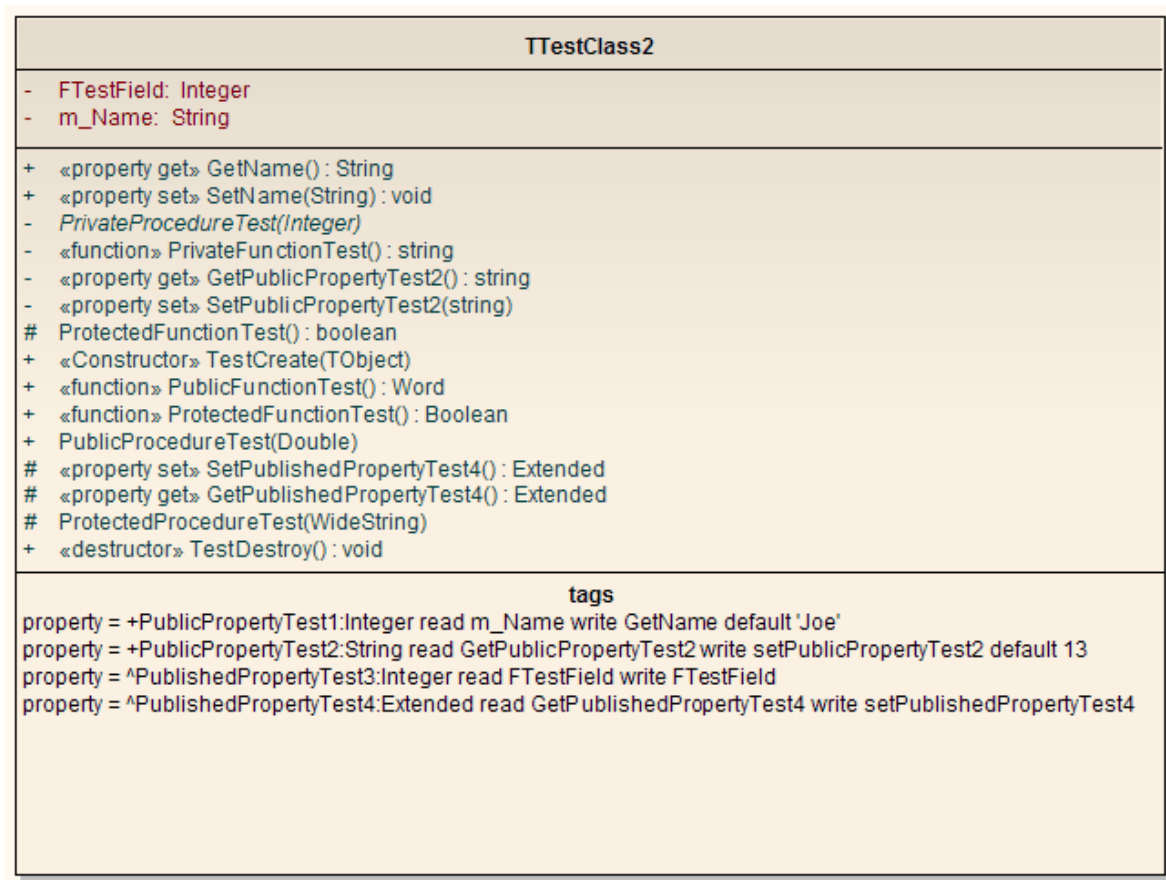 TTestClass2
- FTestField: Integer
- m_Name: String
+ «property get» GetName() : String
+ «property set» SetName(String) : void
- PrivateProcedureTest(Integer)
- «function» PrivateFunctionTest() : string
- «property get» GetPublicPropertyTest2() : string
- «property set» SetPublicPropertyTest2(string)
# ProtectedFunctionTest() : boolean
+ «Constructor» TestCreate(TObject)
+ «function» PublicFunctionTest() : Word
+ «function» ProtectedFunctionTest() : Boolean
+ PublicProcedureTest(Double)
# «property set» SetPublishedPropertyTest4() : Extended
# «property get» GetPublishedPropertyTest4() : Extended
# ProtectedProcedureTest(WideString)
+ «destructor» TestDestroy() : void
tags
property = +PublicPropertyTest1:Integer read m_Name write GetName default 'Joe'
property = +PublicPropertyTest2:String read GetPublicPropertyTest2 write setPublicPropertyTest2 default 13
property = ^PublishedPropertyTest3:Integer read FTestField write FTestField
property = ^PublishedPropertyTest4:Extended read GetPublishedPropertyTest4 write setPublishedPropertyTest4